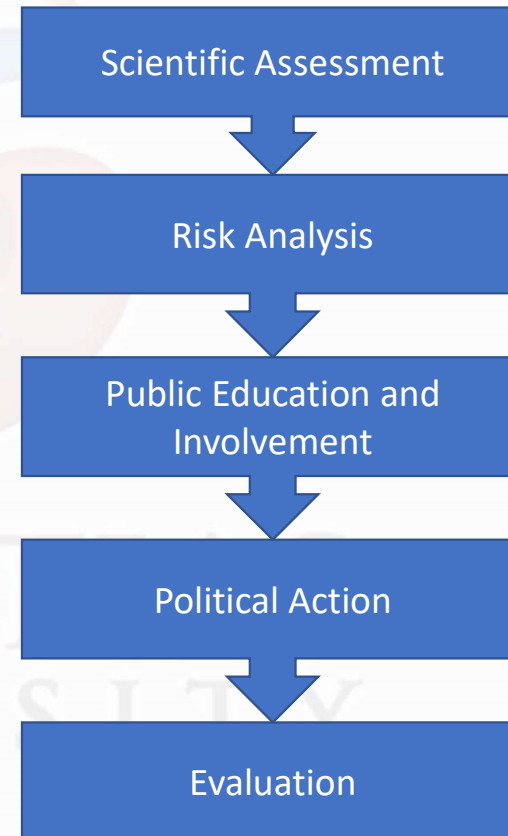 Scientific Assessment
Risk Analysis
Public Education and
Involvement
Political Action
Evaluation